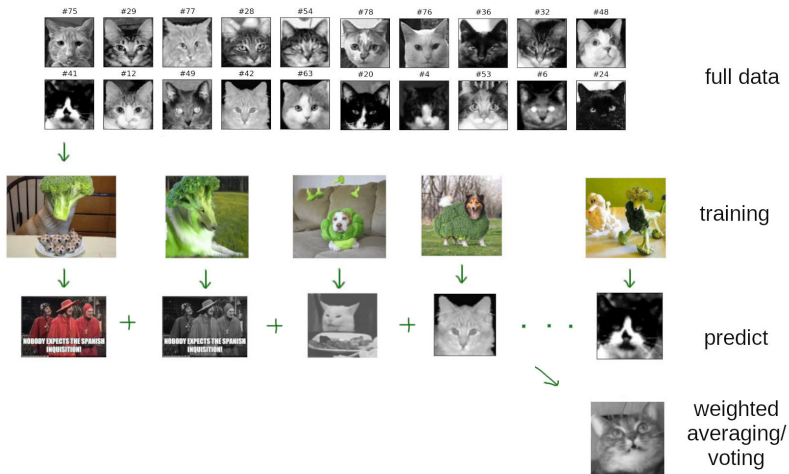 #75 #29 #77 #28 #54 #78 #76 #36 #32 #48
#41 #12 #49 #42 #63 #20 #4 #53 #6 #24
full data
training
NOBODY EXPECTS THE SPANISH
INQUISITION!
+
NOBODY EXPECTS THE SPANISH
INQUISITION!
+
+
. . .
predict
weighted
averaging/
voting